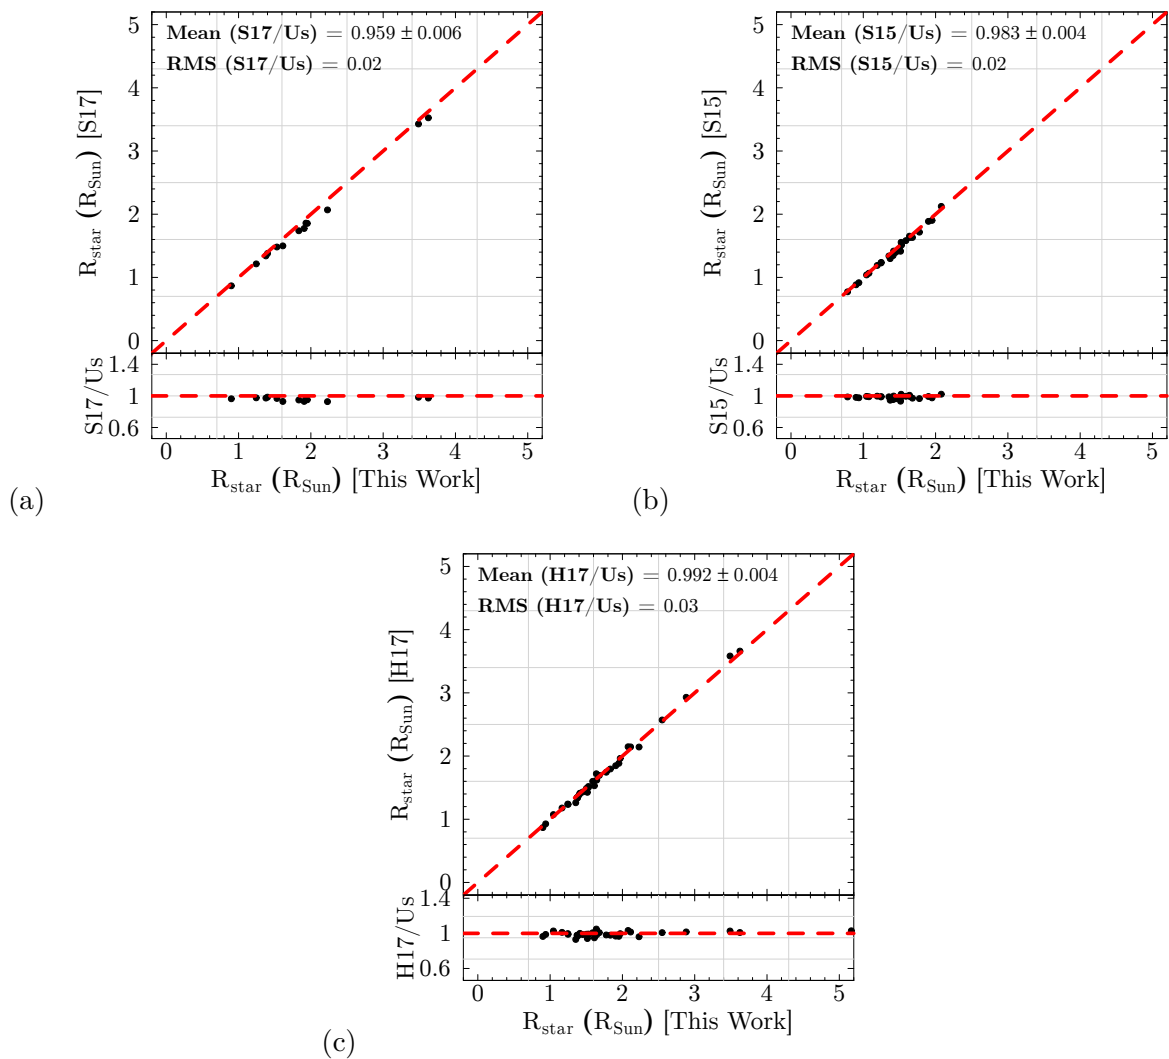 Mean (S17/Us) = 0.959 ± 0.006
RMS (S17/Us) = 0.02
5
4
3
2
1
0
R_star (R_Sun) [S17]
1.4
1
0.6
S17/Us
0 1 2 3 4 5
R_star (R_Sun) [This Work]
(a)
Mean (S15/Us) = 0.983 ± 0.004
RMS (S15/Us) = 0.02
5
4
3
2
1
0
R_star (R_Sun) [S15]
1.4
1
0.6
S15/Us
0 1 2 3 4 5
R_star (R_Sun) [This Work]
(b)
Mean (H17/Us) = 0.992 ± 0.004
RMS (H17/Us) = 0.03
5
4
3
2
1
0
R_star (R_Sun) [H17]
1.4
1
0.6
H17/Us
0 1 2 3 4 5
R_star (R_Sun) [This Work]
(c)